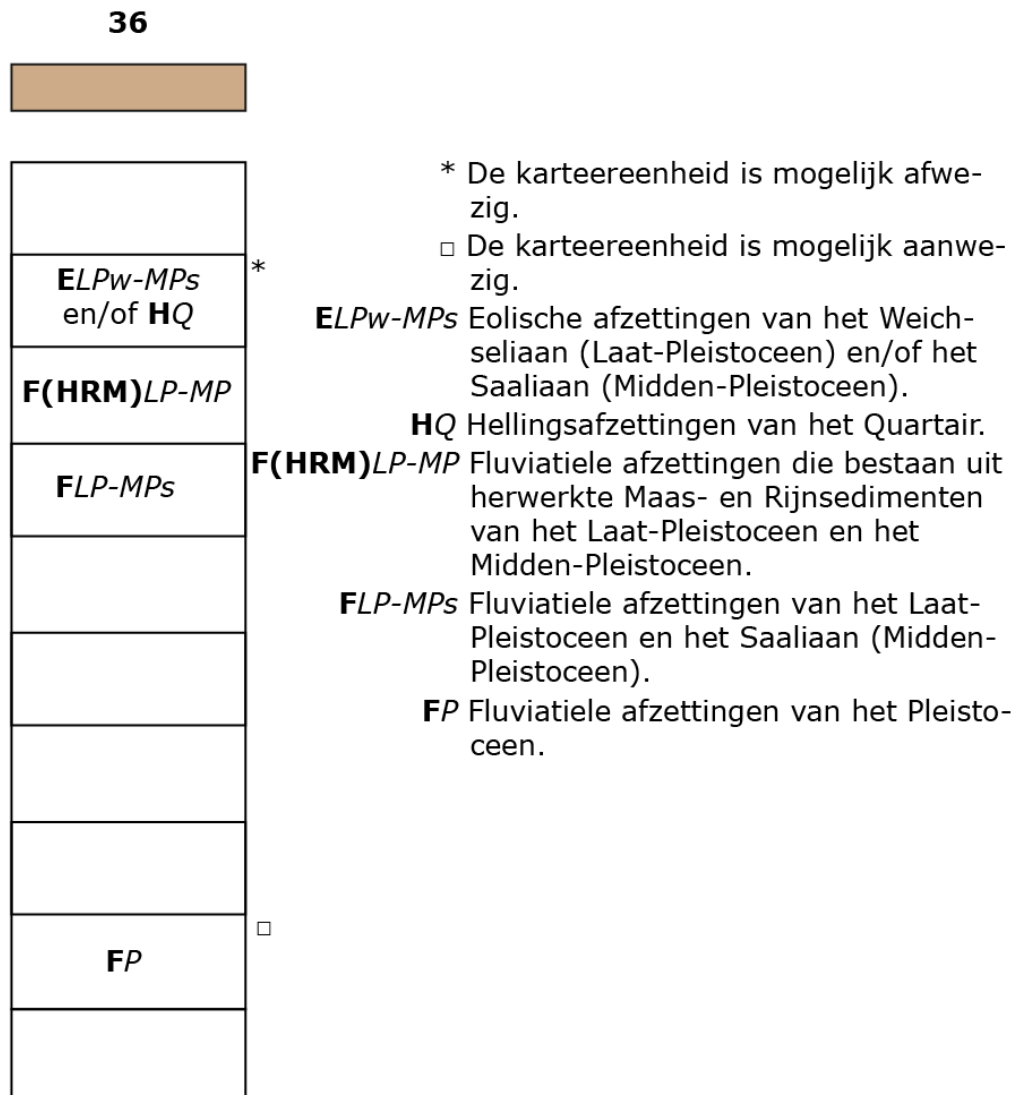 36
* De karteereenheid is mogelijk afwe-
zig.
□ De karteereenheid is mogelijk aanwe-
zig.
ELPw-MPs Eolische afzettingen van het Weich-
seliaan (Laat-Pleistoceen) en/of het
Saaliaan (Midden-Pleistoceen).
HQ Hellingsafzettingen van het Quartair.
F(HRM)LP-MP Fluviatiele afzettingen die bestaan uit
herwerkte Maas- en Rijnsedimenten
van het Laat-Pleistoceen en het
Midden-Pleistoceen.
FLP-MPs Fluviatiele afzettingen van het Laat-
Pleistoceen en het Saaliaan (Midden-
Pleistoceen).
FP Fluviatiele afzettingen van het Pleisto-
ceen.
ELPw-MPs *
en/of HQ
F(HRM)LP-MP
FLP-MPs
FP □